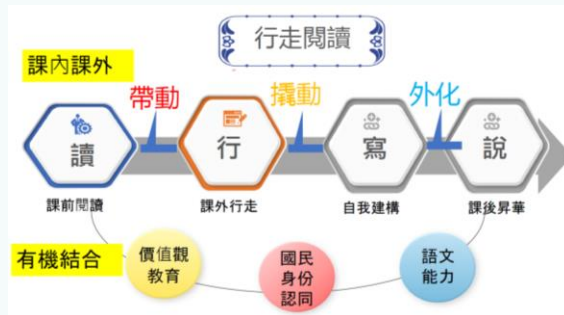 行走閱讀
課內課外
帶動
撬動
外化
讀
行
寫
說
課前閱讀
課外行走
自我建構
課後昇華
有機結合
價值觀
教育
國民
身份
認同
語文
能力